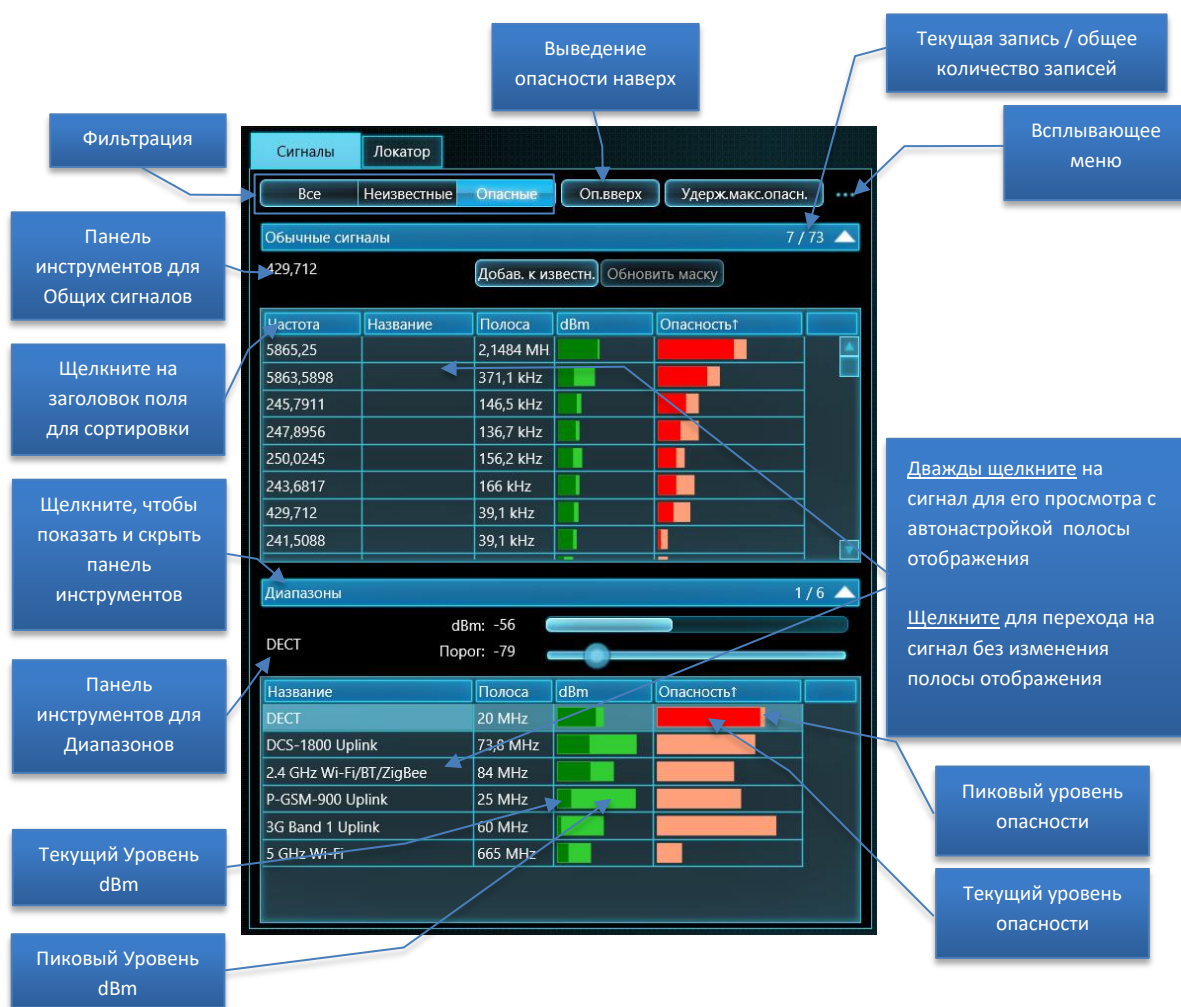 Выведение
опасности наверх
Текущая запись / общее
количество записей
Фильтрация
Всплывающее
меню
Сигналы Локатор
Все Неизвестные Опасные Оп.вверх Удерж.макс.опасн. ...
Панель
инструментов для
Общих сигналов
Обычные сигналы 7 / 73
429,712 Добав. к известн. Обновить маску
Частота Название Полоса dBm Опасность↑
5865,25 2,1484 MH
5863,5898 371,1 kHz
245,7911 146,5 kHz
247,8956 136,7 kHz
250,0245 156,2 kHz
243,6817 166 kHz
429,712 39,1 kHz
241,5088 39,1 kHz
Щелкните на
заголовок поля
для сортировки
Щелкните, чтобы
показать и скрыть
панель
инструментов
Дважды щелкните на
сигнал для его просмотра с
автонастройкой полосы
отображения
Щелкните для перехода на
сигнал без изменения
полосы отображения
Диапазоны 1 / 6
dBm: -56
DECT Порог: -79
Панель
инструментов для
Диапазонов
Название Полоса dBm Опасность↑
DECT 20 MHz
DCS-1800 Uplink 73,8 MHz
2.4 GHz Wi-Fi/BT/ZigBee 84 MHz
P-GSM-900 Uplink 25 MHz
3G Band 1 Uplink 60 MHz
5 GHz Wi-Fi 665 MHz
Пиковый уровень
опасности
Текущий Уровень
dBm
Текущий уровень
опасности
Пиковый Уровень
dBm